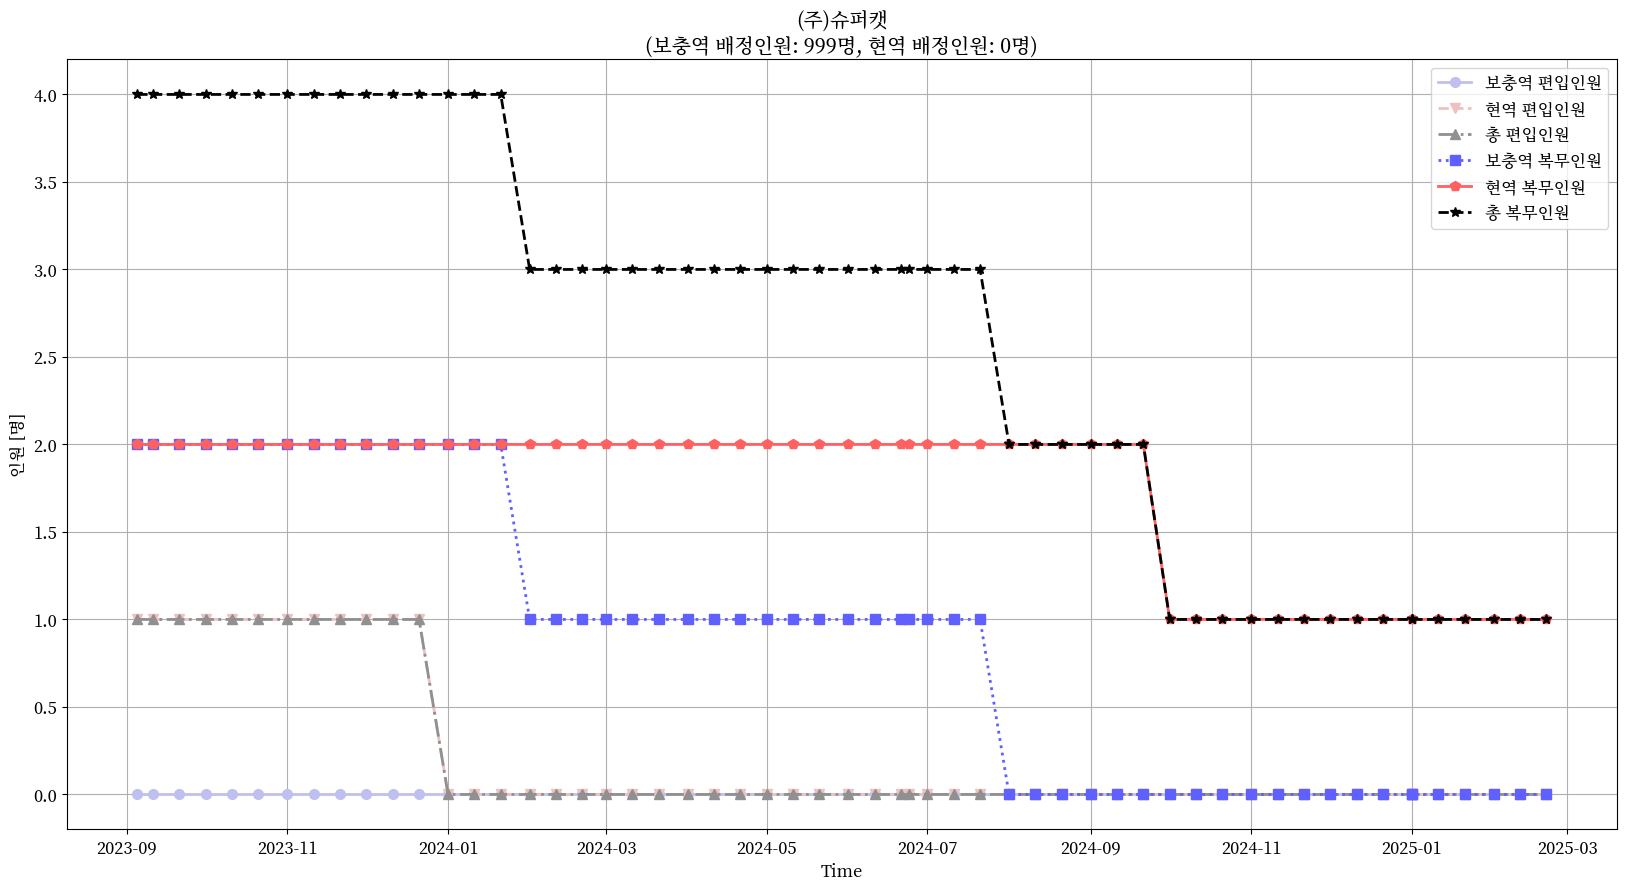 (주)슈퍼캣
(보충역 배정인원: 999명, 현역 배정인원: 0명)
보충역 편입인원
현역 편입인원
총 편입인원
보충역 복무인원
현역 복무인원
총 복무인원
인원 [명]
4.0
3.5
3.0
2.5
2.0
1.5
1.0
0.5
0.0
2023-09 2023-11 2024-01 2024-03 2024-05 2024-07 2024-09 2024-11 2025-01 2025-03
Time